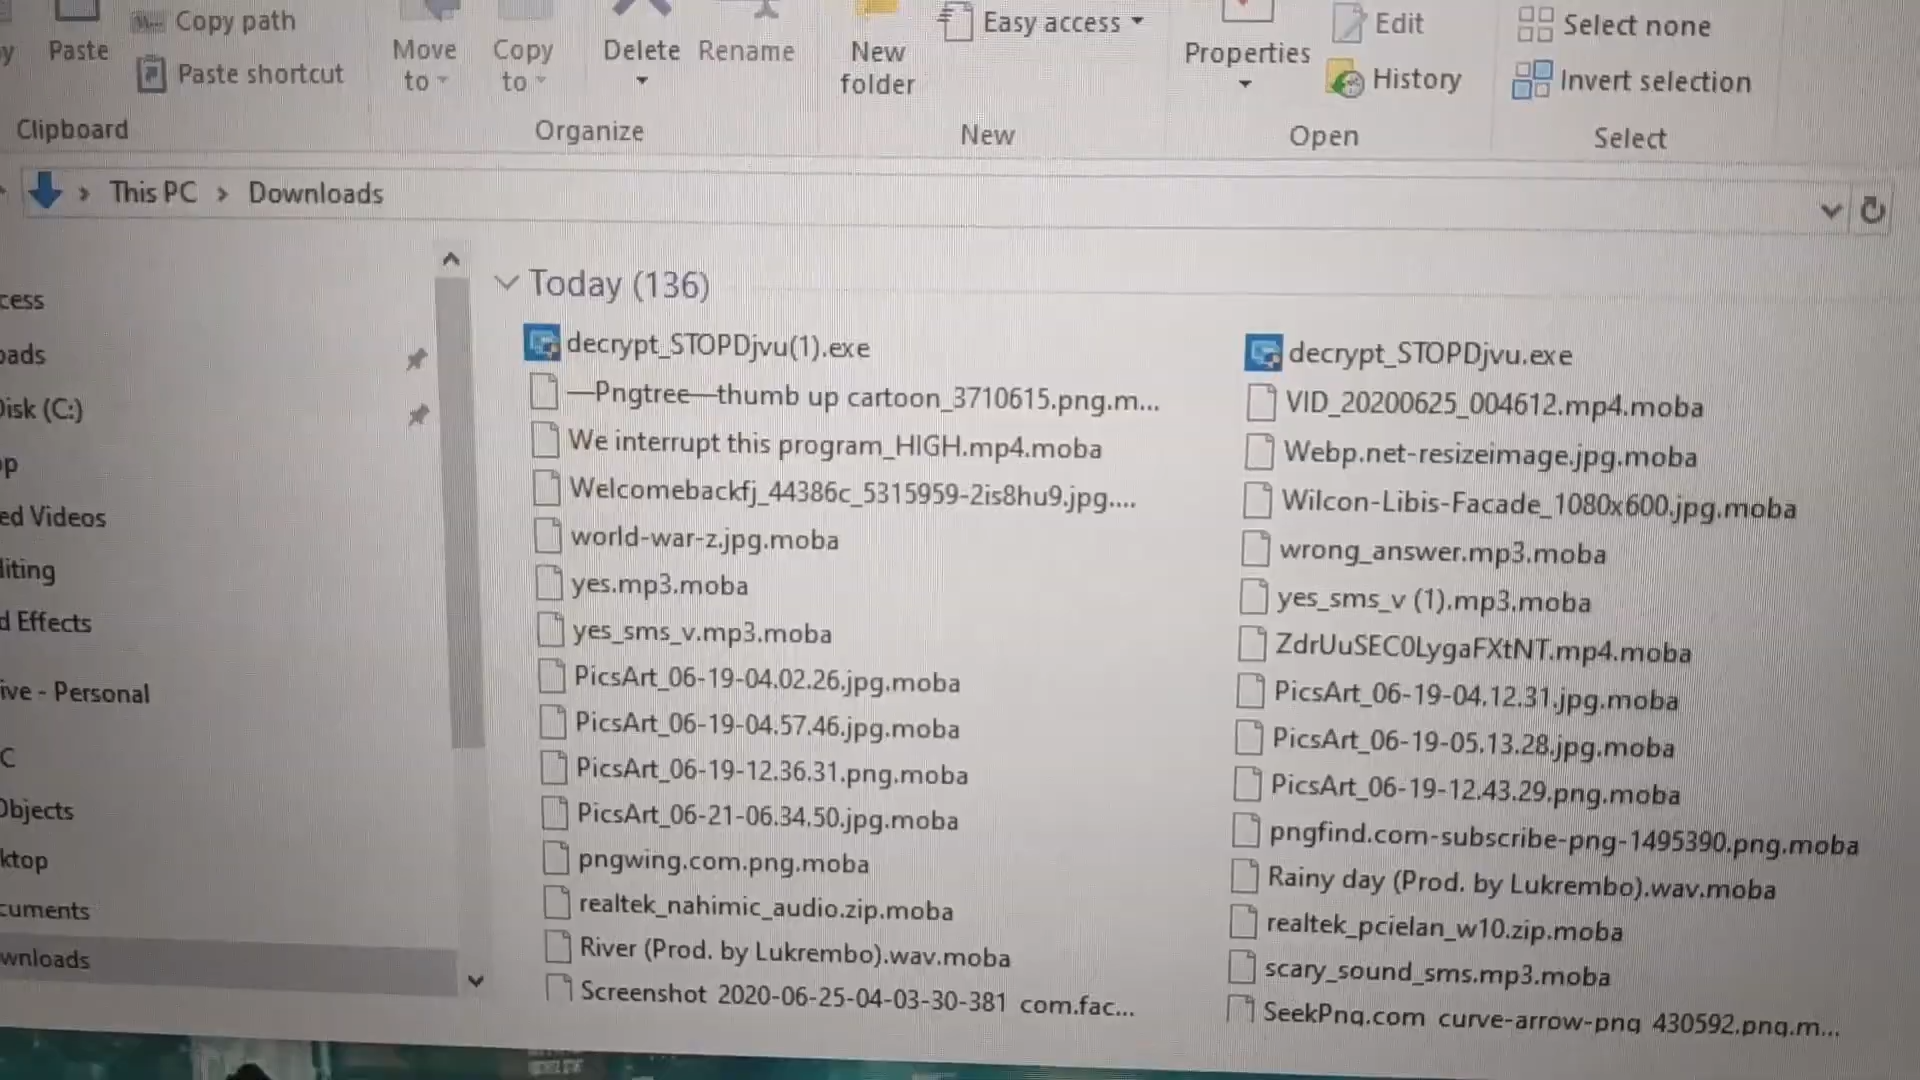 Copy path
Paste
Paste shortcut
Clipboard
Move to
Copy to
Delete
Rename
Organize
New folder
Easy access
New
Properties
Edit
History
Open
Select none
Invert selection
Select
This PC > Downloads
cess
oads
Disk (C:)
op
ed Videos
diting
d Effects
ive - Personal
C
Objects
ktop
cuments
wnloads
Today (136)
decrypt_STOPDjvu(1).exe
decrypt_STOPDjvu.exe
—Pngtree—thumb up cartoon_3710615.png.m...
VID_20200625_004612.mp4.moba
We interrupt this program_HIGH.mp4.moba
Webp.net-resizeimage.jpg.moba
Welcomebackfj_44386c_5315959-2is8hu9.jpg....
Wilcon-Libis-Facade_1080x600.jpg.moba
world-war-z.jpg.moba
wrong_answer.mp3.moba
yes.mp3.moba
yes_sms_v (1).mp3.moba
yes_sms_v.mp3.moba
ZdrUuSEC0LygaFXtNT.mp4.moba
PicsArt_06-19-04.02.26.jpg.moba
PicsArt_06-19-04.12.31.jpg.moba
PicsArt_06-19-04.57.46.jpg.moba
PicsArt_06-19-05.13.28.jpg.moba
PicsArt_06-19-12.36.31.png.moba
PicsArt_06-19-12.43.29.png.moba
PicsArt_06-21-06.34.50.jpg.moba
pngfind.com-subscribe-png-1495390.png.moba
pngwing.com.png.moba
Rainy day (Prod. by Lukrembo).wav.moba
realtek_nahimic_audio.zip.moba
realtek_pcielan_w10.zip.moba
River (Prod. by Lukrembo).wav.moba
scary_sound_sms.mp3.moba
Screenshot_2020-06-25-04-03-30-381_com.fac...
SeekPng.com_curve-arrow-png_430592.png.m...